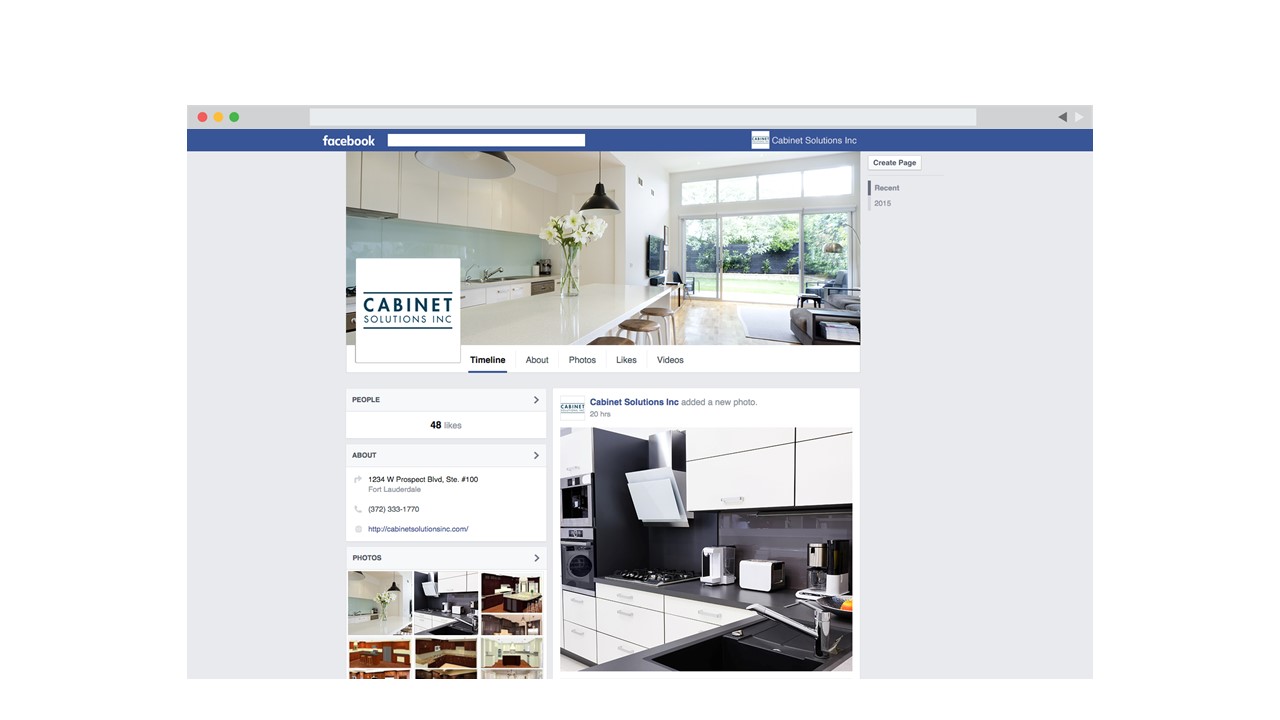 facebook
Cabinet Solutions Inc
Create Page
Recent
2015
CABINET
SOLUTIONS INC
Timeline
About
Photos
Likes
Videos
PEOPLE
48 likes
ABOUT
1234 W Prospect Blvd, Ste. #100
Fort Lauderdale
(372) 333-1770
http://cabinetsolutionsinc.com/
PHOTOS
CABINET
Cabinet Solutions Inc added a new photo.
20 hrs